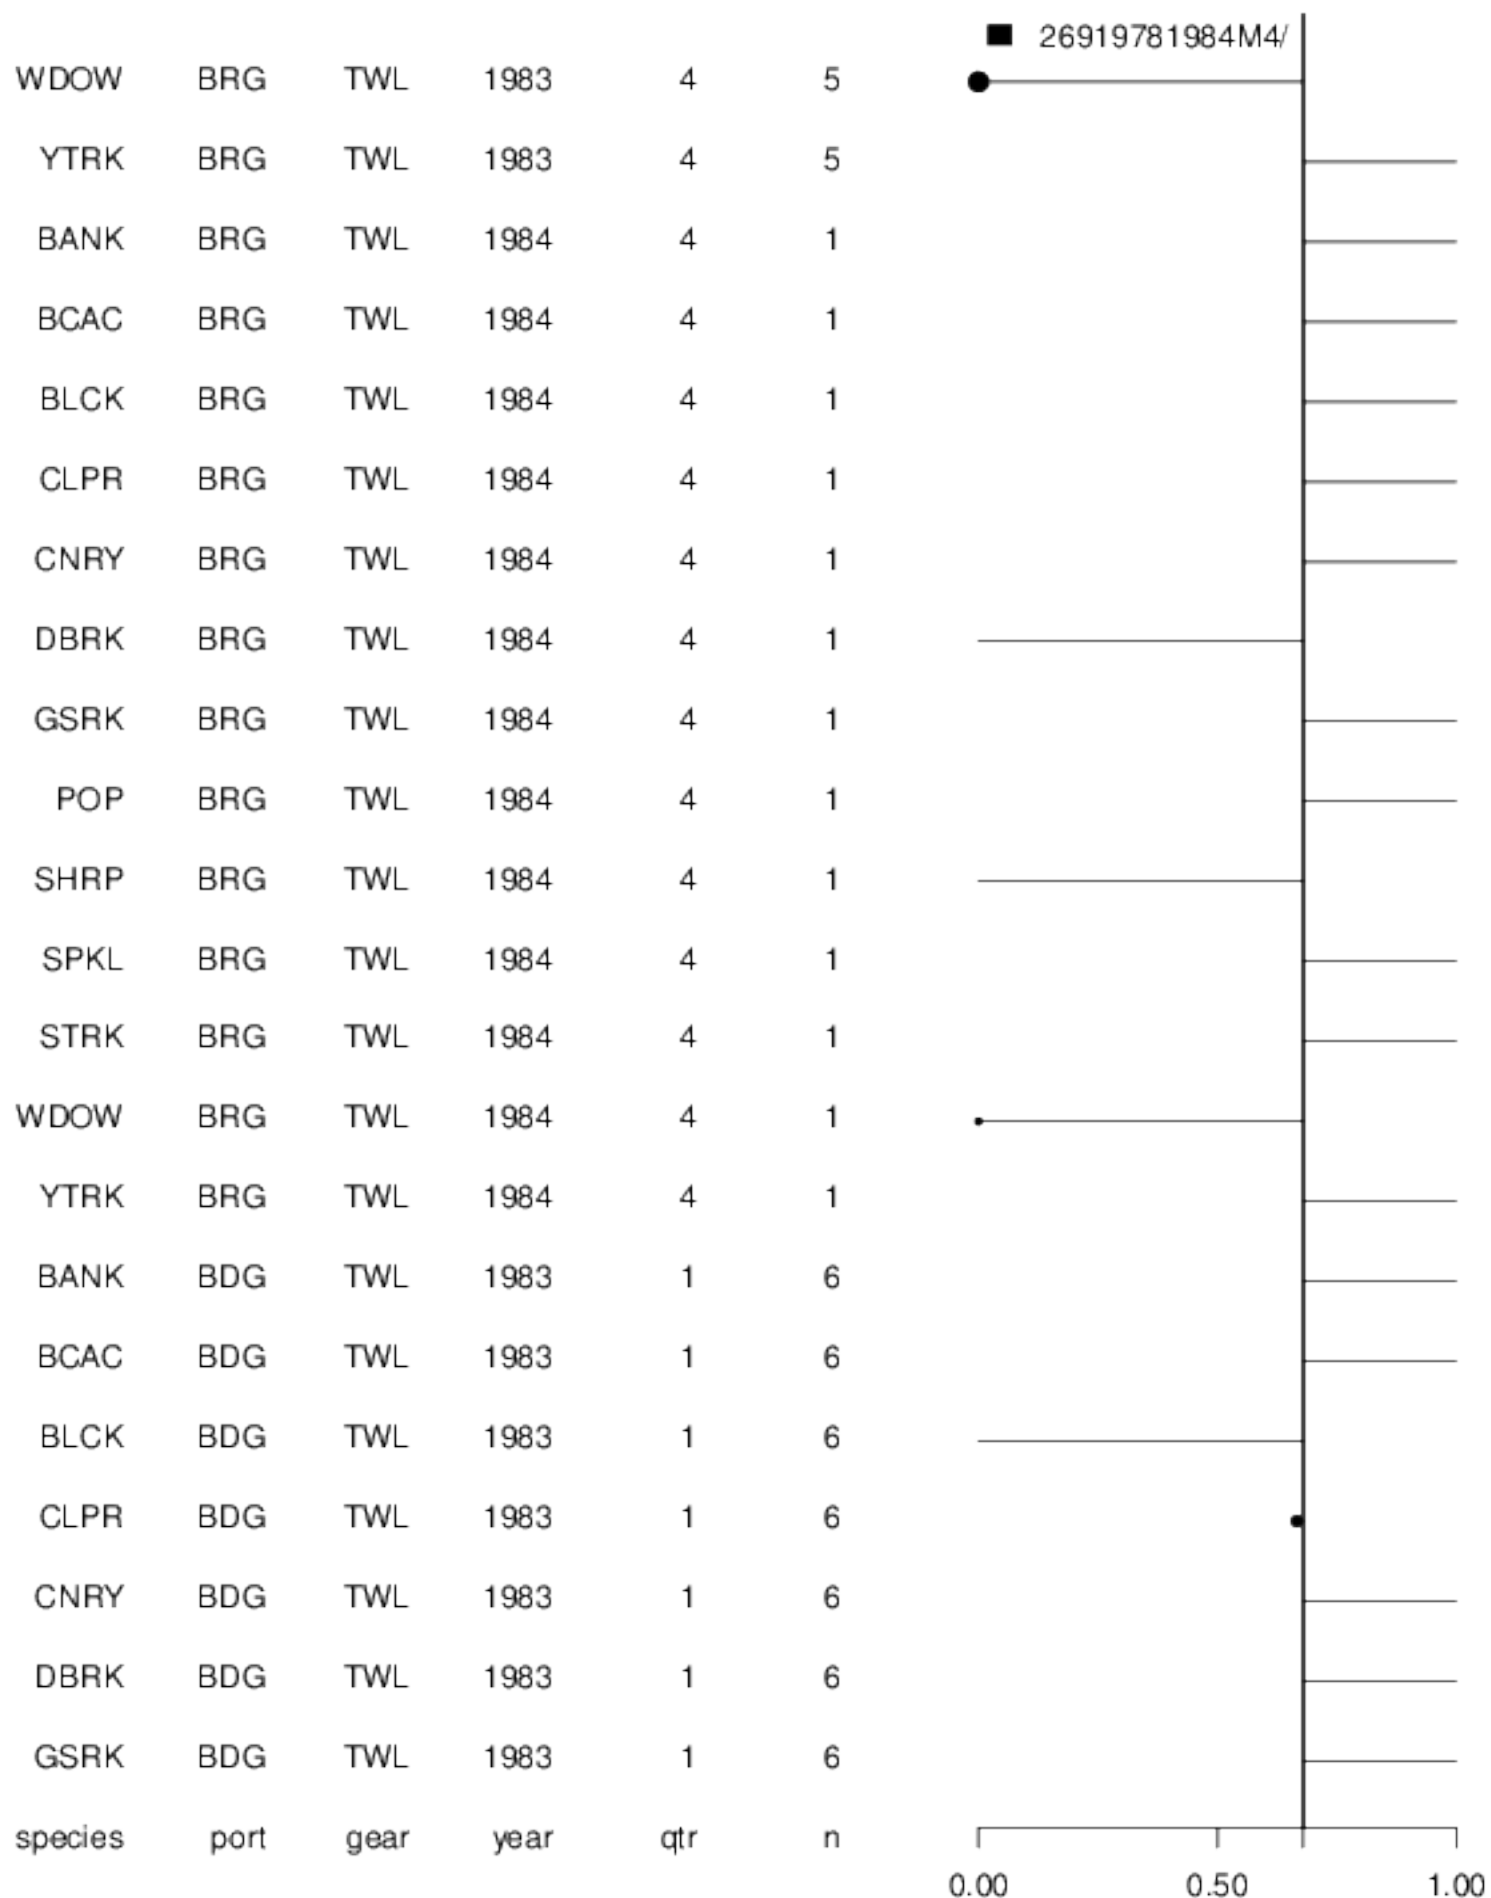 26919781984M4/
WDOW BRG TWL 1983 4 5
YTRK BRG TWL 1983 4 5
BANK BRG TWL 1984 4 1
BCAC BRG TWL 1984 4 1
BLCK BRG TWL 1984 4 1
CLPR BRG TWL 1984 4 1
CNRY BRG TWL 1984 4 1
DBRK BRG TWL 1984 4 1
GSRK BRG TWL 1984 4 1
POP BRG TWL 1984 4 1
SHRP BRG TWL 1984 4 1
SPKL BRG TWL 1984 4 1
STRK BRG TWL 1984 4 1
WDOW BRG TWL 1984 4 1
YTRK BRG TWL 1984 4 1
BANK BDG TWL 1983 1 6
BCAC BDG TWL 1983 1 6
BLCK BDG TWL 1983 1 6
CLPR BDG TWL 1983 1 6
CNRY BDG TWL 1983 1 6
DBRK BDG TWL 1983 1 6
GSRK BDG TWL 1983 1 6
species port gear year qtr n
0.00 0.50 1.00